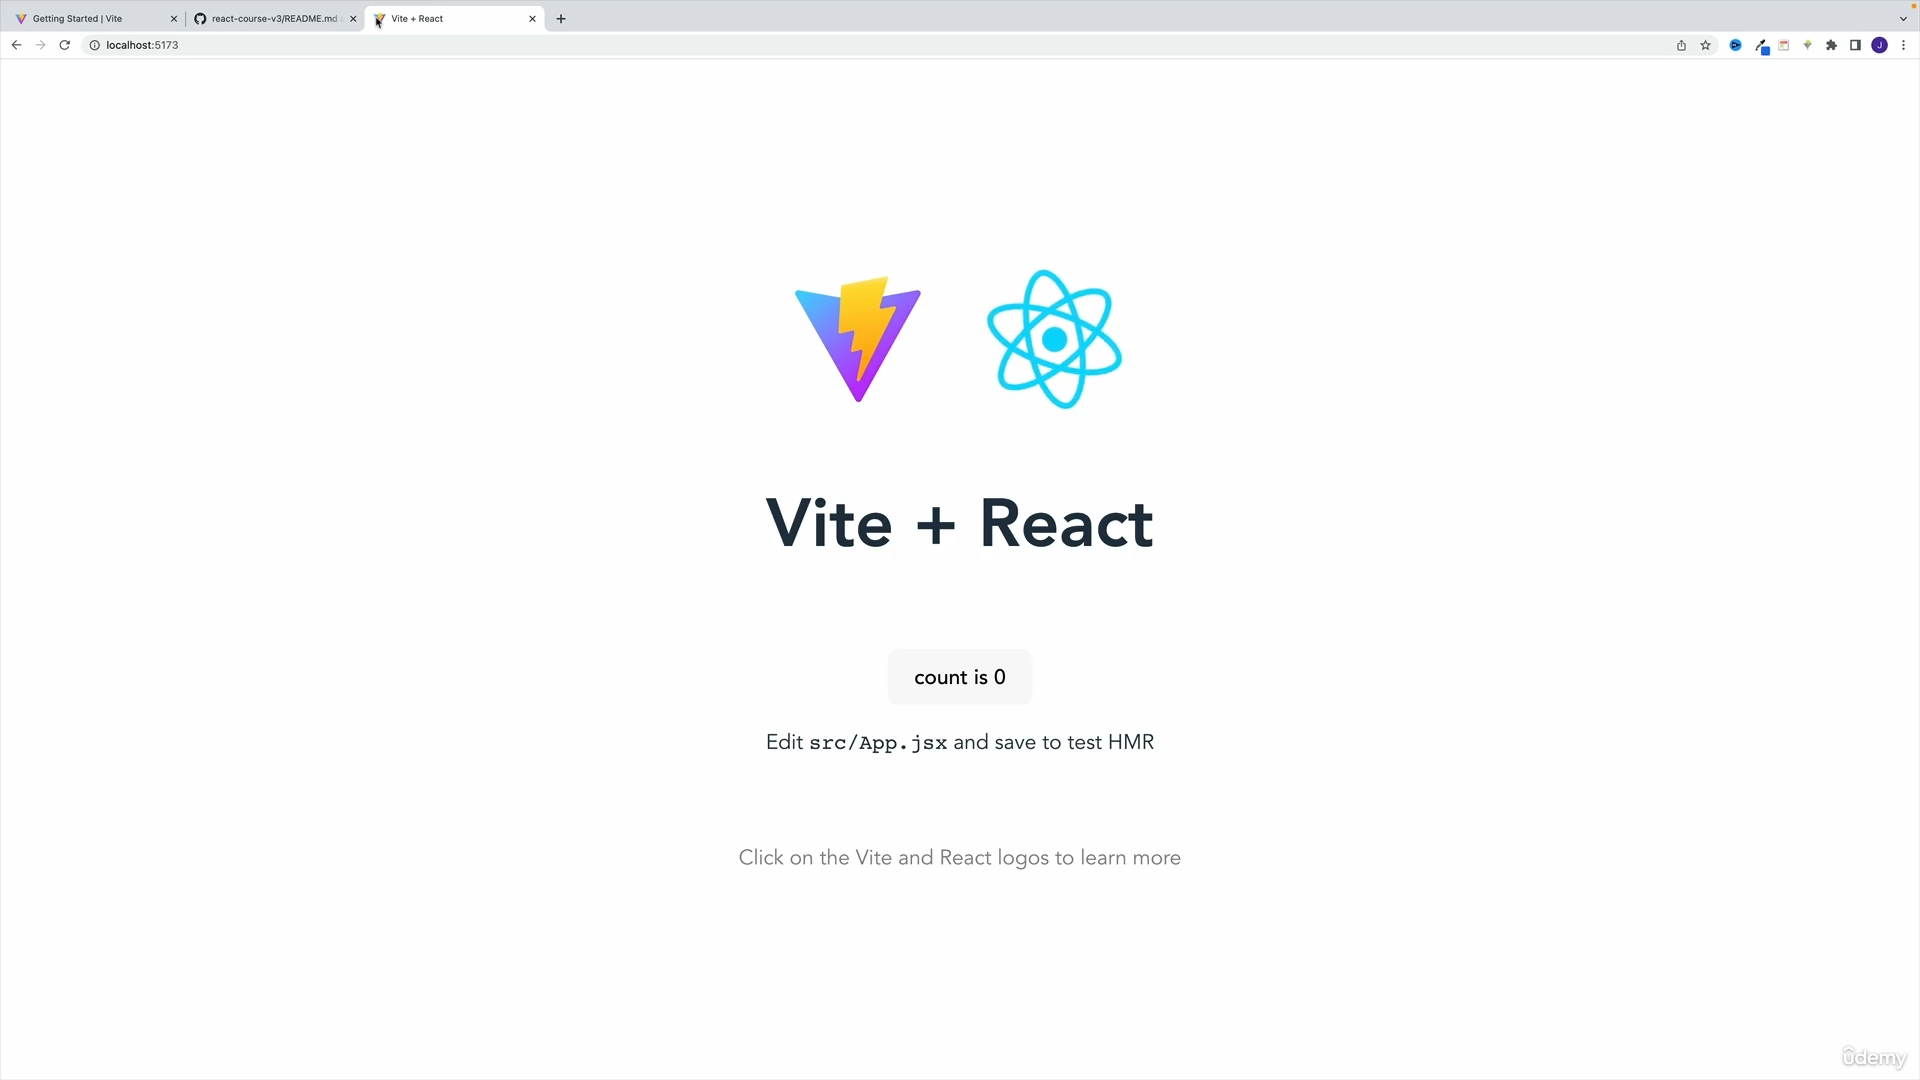 Getting Started | Vite
react-course-v3/README.md
Vite + React
localhost:5173
J
Vite + React
count is 0
Edit src/App.jsx and save to test HMR
Click on the Vite and React logos to learn more
ûdemy